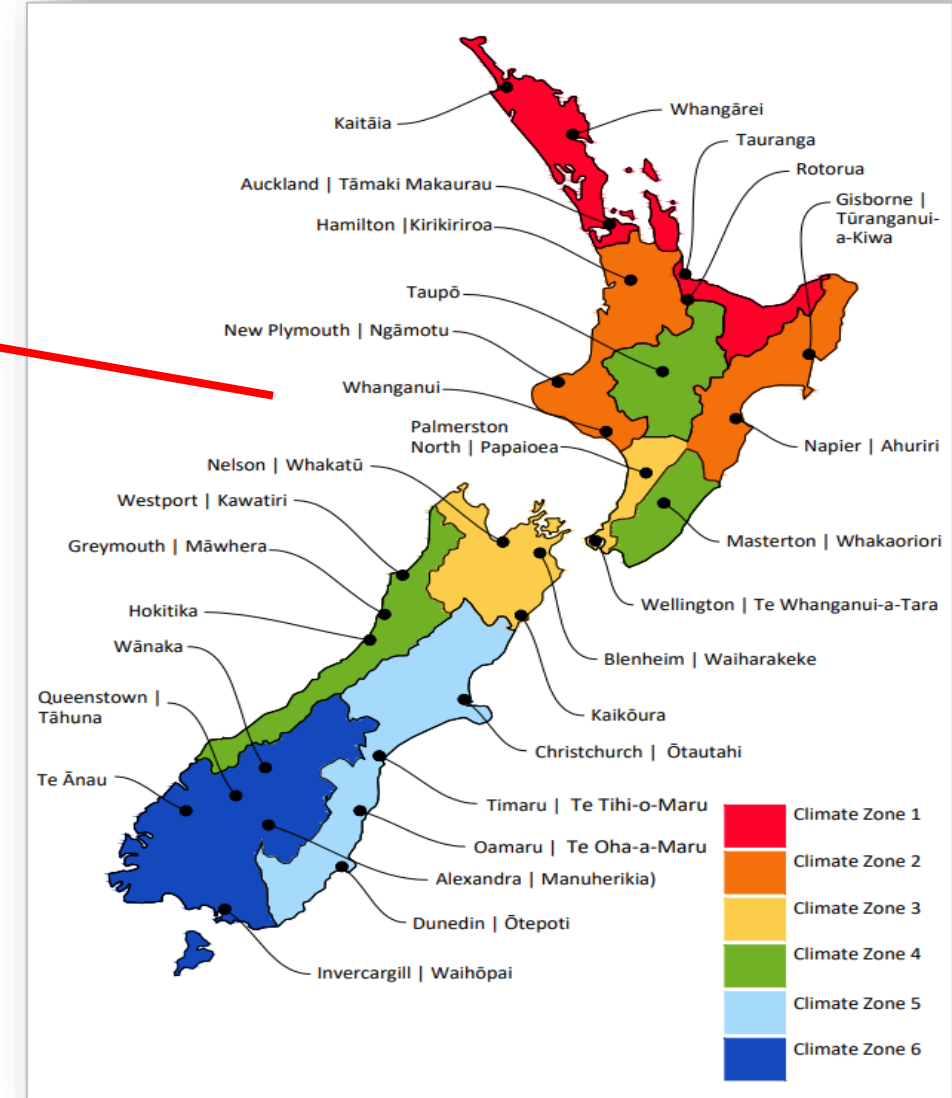 Kaitāia
Whangārei
Tauranga
Rotorua
Auckland | Tāmaki Makaurau
Gisborne |
Tūranganui-
a-Kiwa
Hamilton |Kirikiriroa
Taupō
New Plymouth | Ngāmotu
Whanganui
Palmerston
North | Papaioea
Napier | Ahuriri
Nelson | Whakatū
Westport | Kawatiri
Greymouth | Māwhera
Masterton | Whakaoriori
Hokitika
Wellington | Te Whanganui-a-Tara
Wānaka
Blenheim | Waiharakeke
Queenstown |
Tāhuna
Kaikōura
Christchurch | Ōtautahi
Te Ānau
Timaru | Te Tihi-o-Maru
Oamaru | Te Oha-a-Maru
Alexandra | Manuherikia)
Dunedin | Ōtepoti
Invercargill | Waihōpai
Climate Zone 1
Climate Zone 2
Climate Zone 3
Climate Zone 4
Climate Zone 5
Climate Zone 6